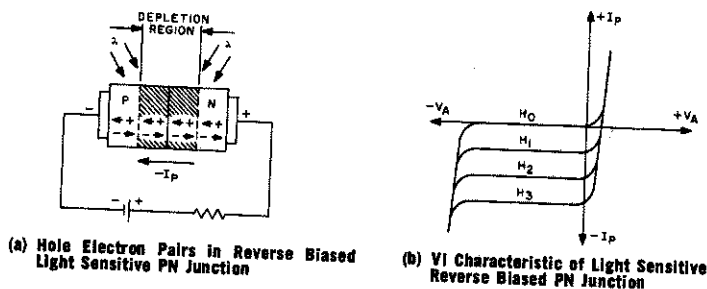 DEPLETION
REGION
λ
λ
P
N
−
+
←+
←+
←+
←+
−→
−→
−→
−→
−Ip
−
+
(a) Hole Electron Pairs in Reverse Biased
Light Sensitive PN Junction
+Ip
−VA
+VA
H0
H1
H2
H3
−Ip
(b) VI Characteristic of Light Sensitive
Reverse Biased PN Junction